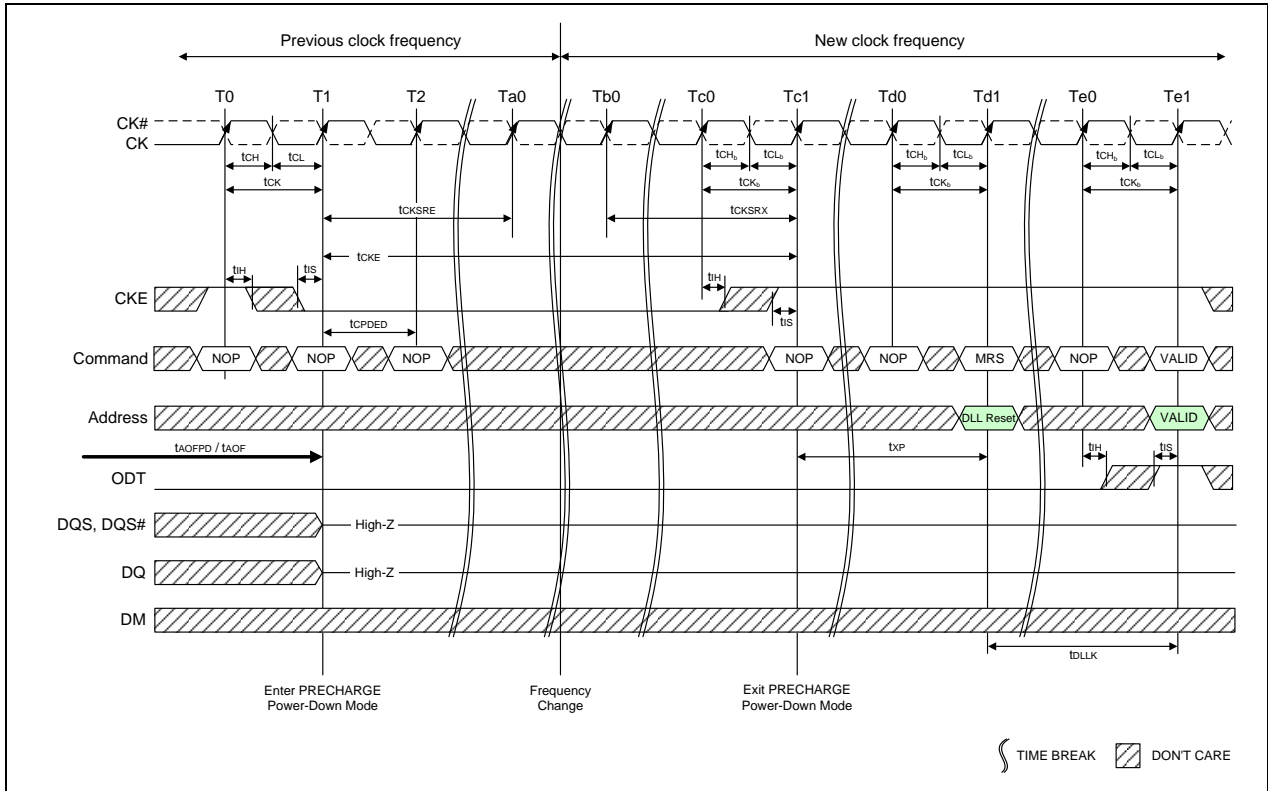 Previous clock frequency New clock frequency
T0 T1 T2 Ta0 Tb0 Tc0 Tc1 Td0 Td1 Te0 Te1
CK#
CK
tCH tCL tCHb tCLb tCHb tCLb tCHb tCLb
tCK tCKb tCKb tCKb
tCKSRE tCKSRX
tCKE
tIH tIS tIH
CKE
tIS
tCPDED
Command NOP NOP NOP NOP NOP MRS NOP VALID
Address DLL Reset VALID
tAOFPD / tAOF tXP tIH tIS
ODT
DQS, DQS# High-Z
DQ High-Z
DM
tDLLK
Enter PRECHARGE Frequency Exit PRECHARGE
Power-Down Mode Change Power-Down Mode
TIME BREAK DON'T CARE